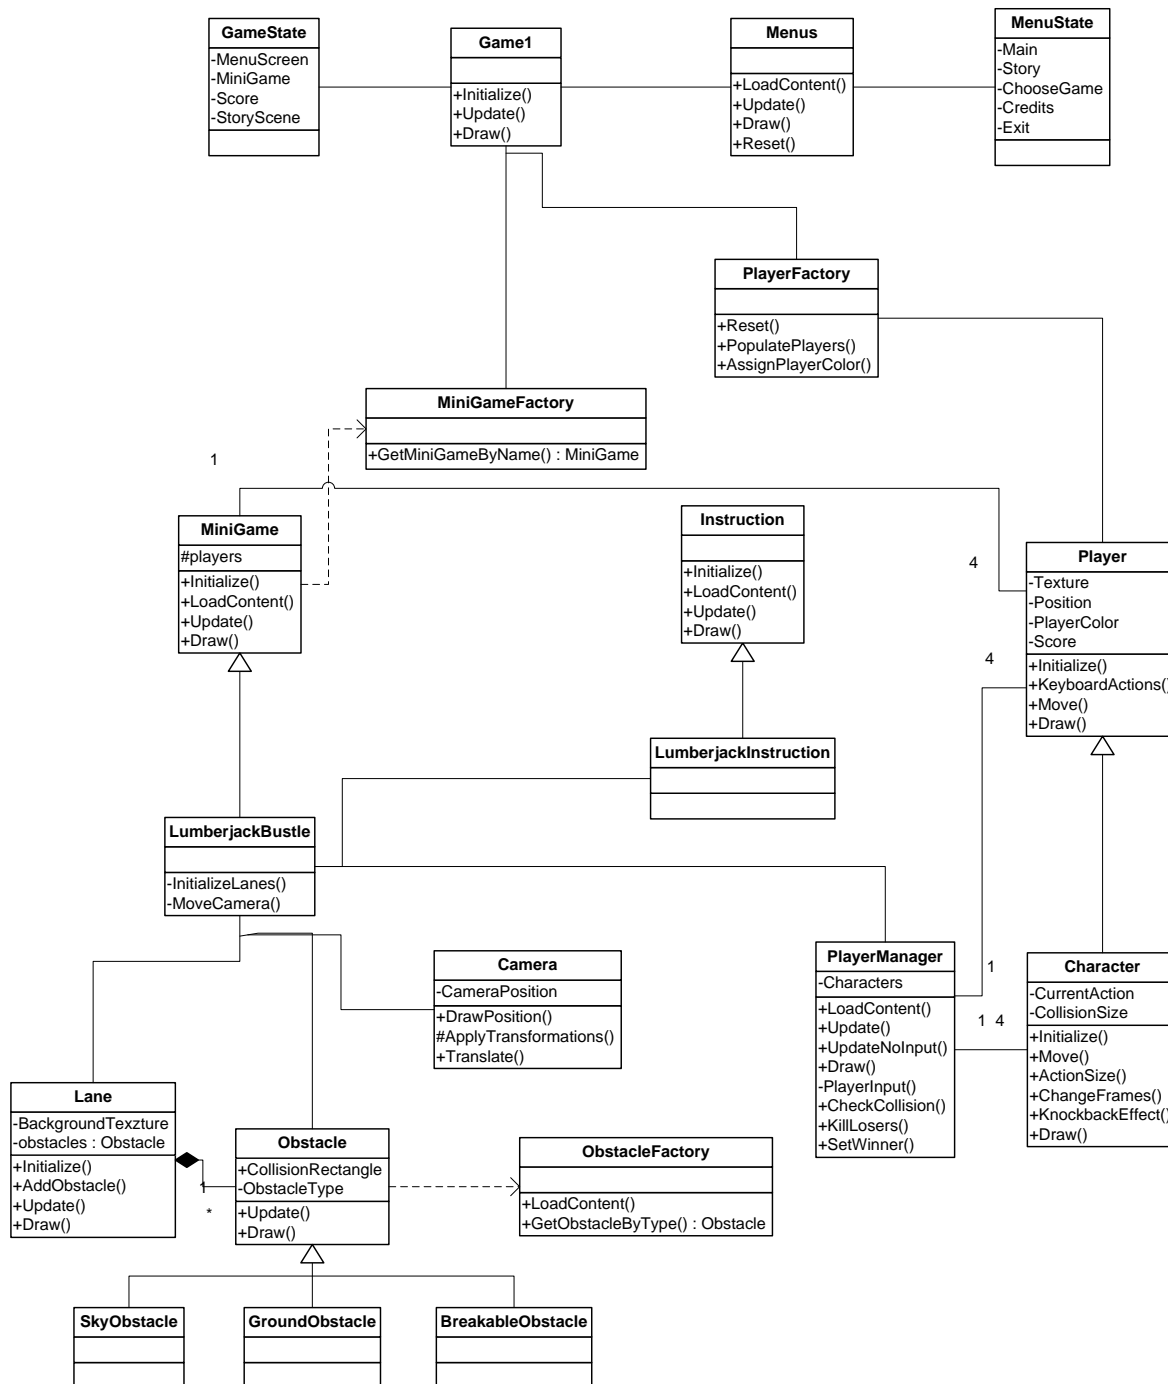 GameState
-MenuScreen
-MiniGame
-Score
-StoryScene
Game1
+Initialize()
+Update()
+Draw()
Menus
+LoadContent()
+Update()
+Draw()
+Reset()
MenuState
-Main
-Story
-ChooseGame
-Credits
-Exit
PlayerFactory
+Reset()
+PopulatePlayers()
+AssignPlayerColor()
MiniGameFactory
+GetMiniGameByName() : MiniGame
1
MiniGame
#players
+Initialize()
+LoadContent()
+Update()
+Draw()
Instruction
+Initialize()
+LoadContent()
+Update()
+Draw()
4
Player
-Texture
-Position
-PlayerColor
-Score
+Initialize()
+KeyboardActions()
+Move()
+Draw()
4
LumberjackInstruction
LumberjackBustle
-InitializeLanes()
-MoveCamera()
Camera
-CameraPosition
+DrawPosition()
#ApplyTransformations()
+Translate()
PlayerManager
-Characters
+LoadContent()
+Update()
+UpdateNoInput()
+Draw()
-PlayerInput()
+CheckCollision()
+KillLosers()
+SetWinner()
1
1 4
Character
-CurrentAction
-CollisionSize
+Initialize()
+Move()
+ActionSize()
+ChangeFrames()
+KnockbackEffect()
+Draw()
Lane
-BackgroundTexzture
-obstacles : Obstacle
+Initialize()
+AddObstacle()
+Update()
+Draw()
1
*
Obstacle
+CollisionRectangle
-ObstacleType
+Update()
+Draw()
ObstacleFactory
+LoadContent()
+GetObstacleByType() : Obstacle
SkyObstacle
GroundObstacle
BreakableObstacle